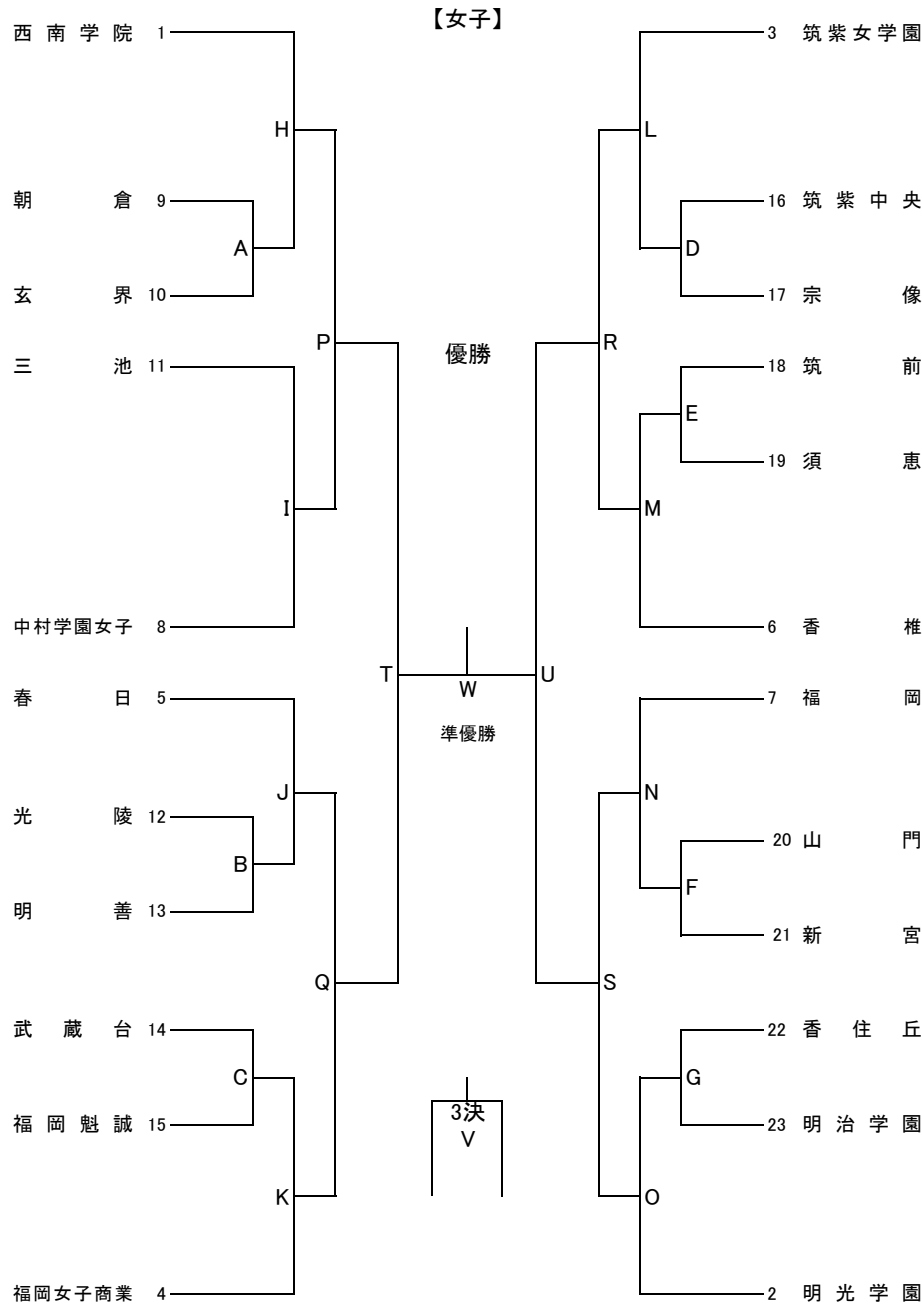 【女子】
西南学院 1
3 筑紫女学園
H
L
朝倉 9
16 筑紫中央
A
D
玄界 10
17 宗像
P
優勝
R
三池 11
18 筑前
E
19 須恵
I
M
中村学園女子 8
6 香椎
T
W
U
春日 5
7 福岡
準優勝
J
N
光陵 12
20 山門
B
F
明善 13
21 新宮
Q
S
武蔵台 14
22 香住丘
C
G
福岡魁誠 15
3決
V
23 明治学園
K
O
福岡女子商業 4
2 明光学園